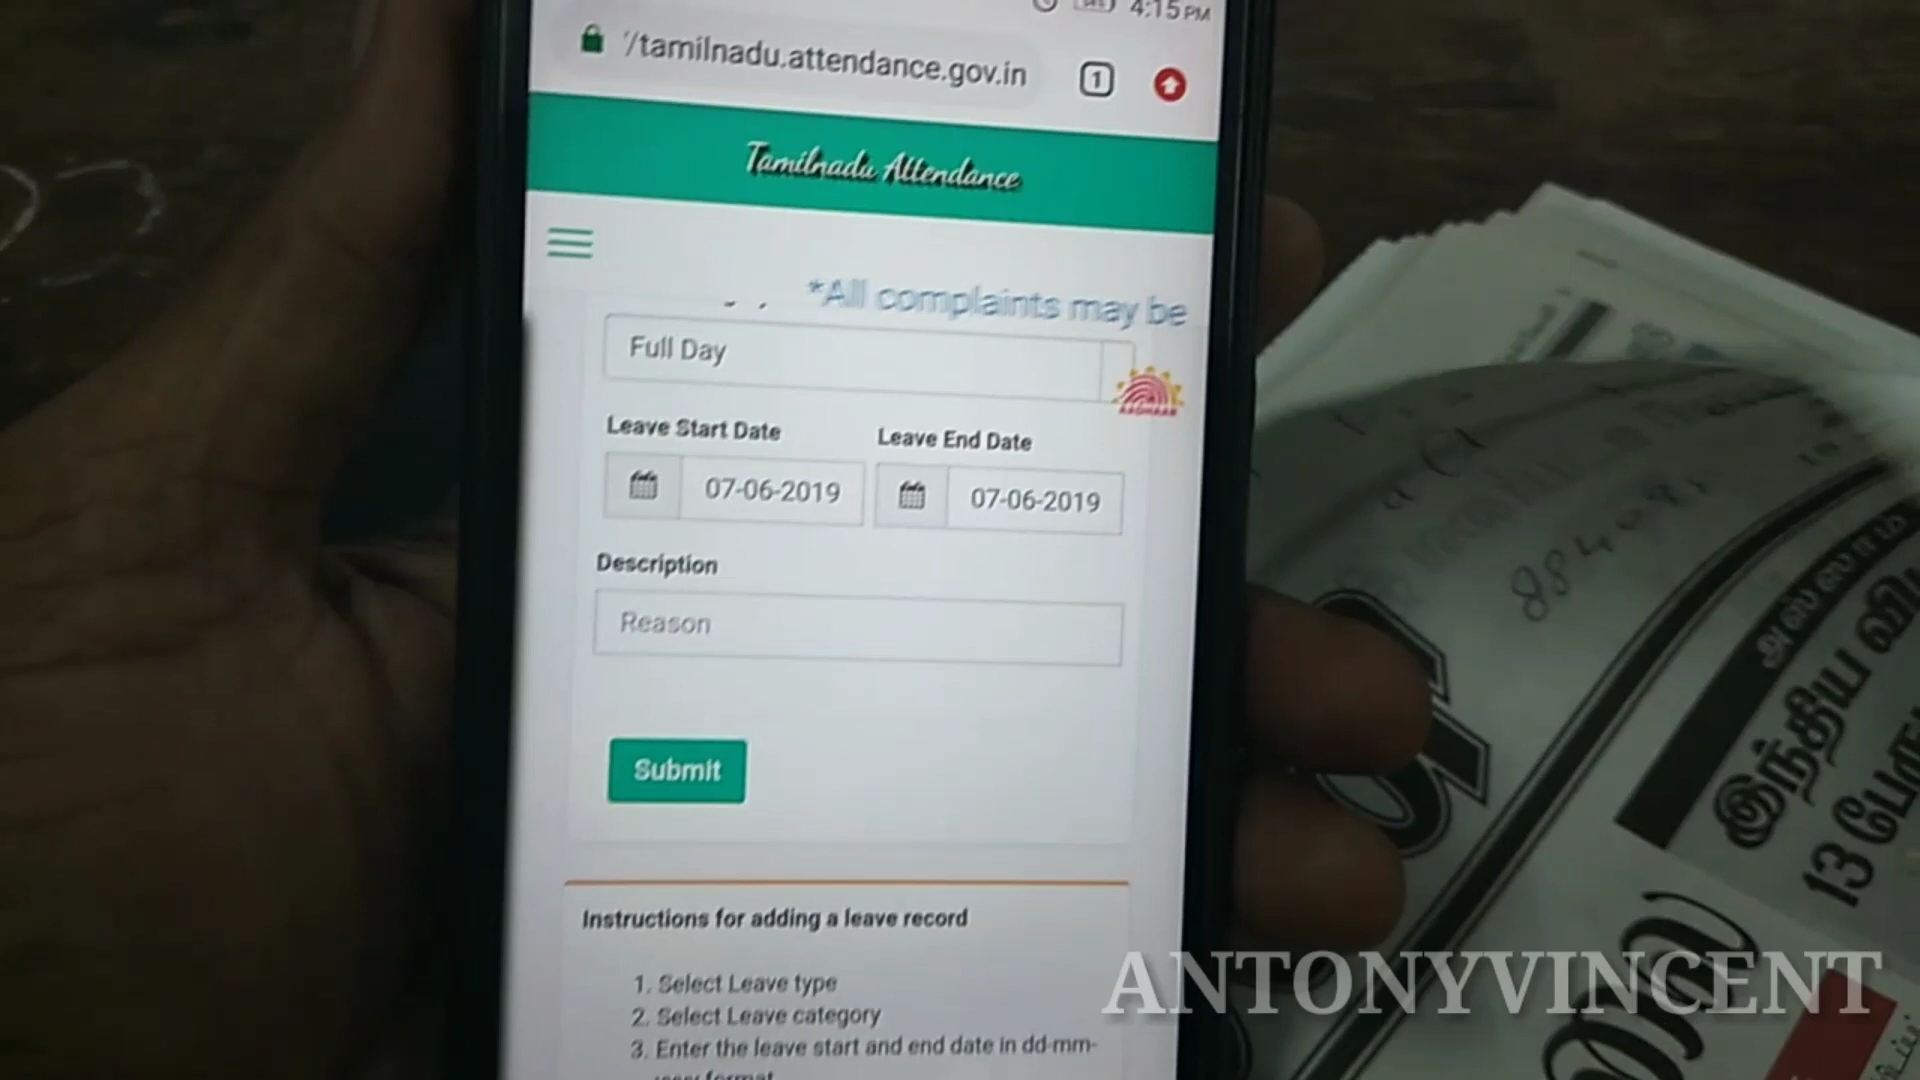 4:15 PM
/tamilnadu.attendance.gov.in
1
Tamilnadu Attendance
*All complaints may be
Full Day
AADHAAR
Leave Start Date
Leave End Date
07-06-2019
07-06-2019
Description
Reason
Submit
Instructions for adding a leave record
1. Select Leave type
2. Select Leave category
3. Enter the leave start and end date in dd-mm-
format
884
இந்திய
13
ANTONYVINCENT